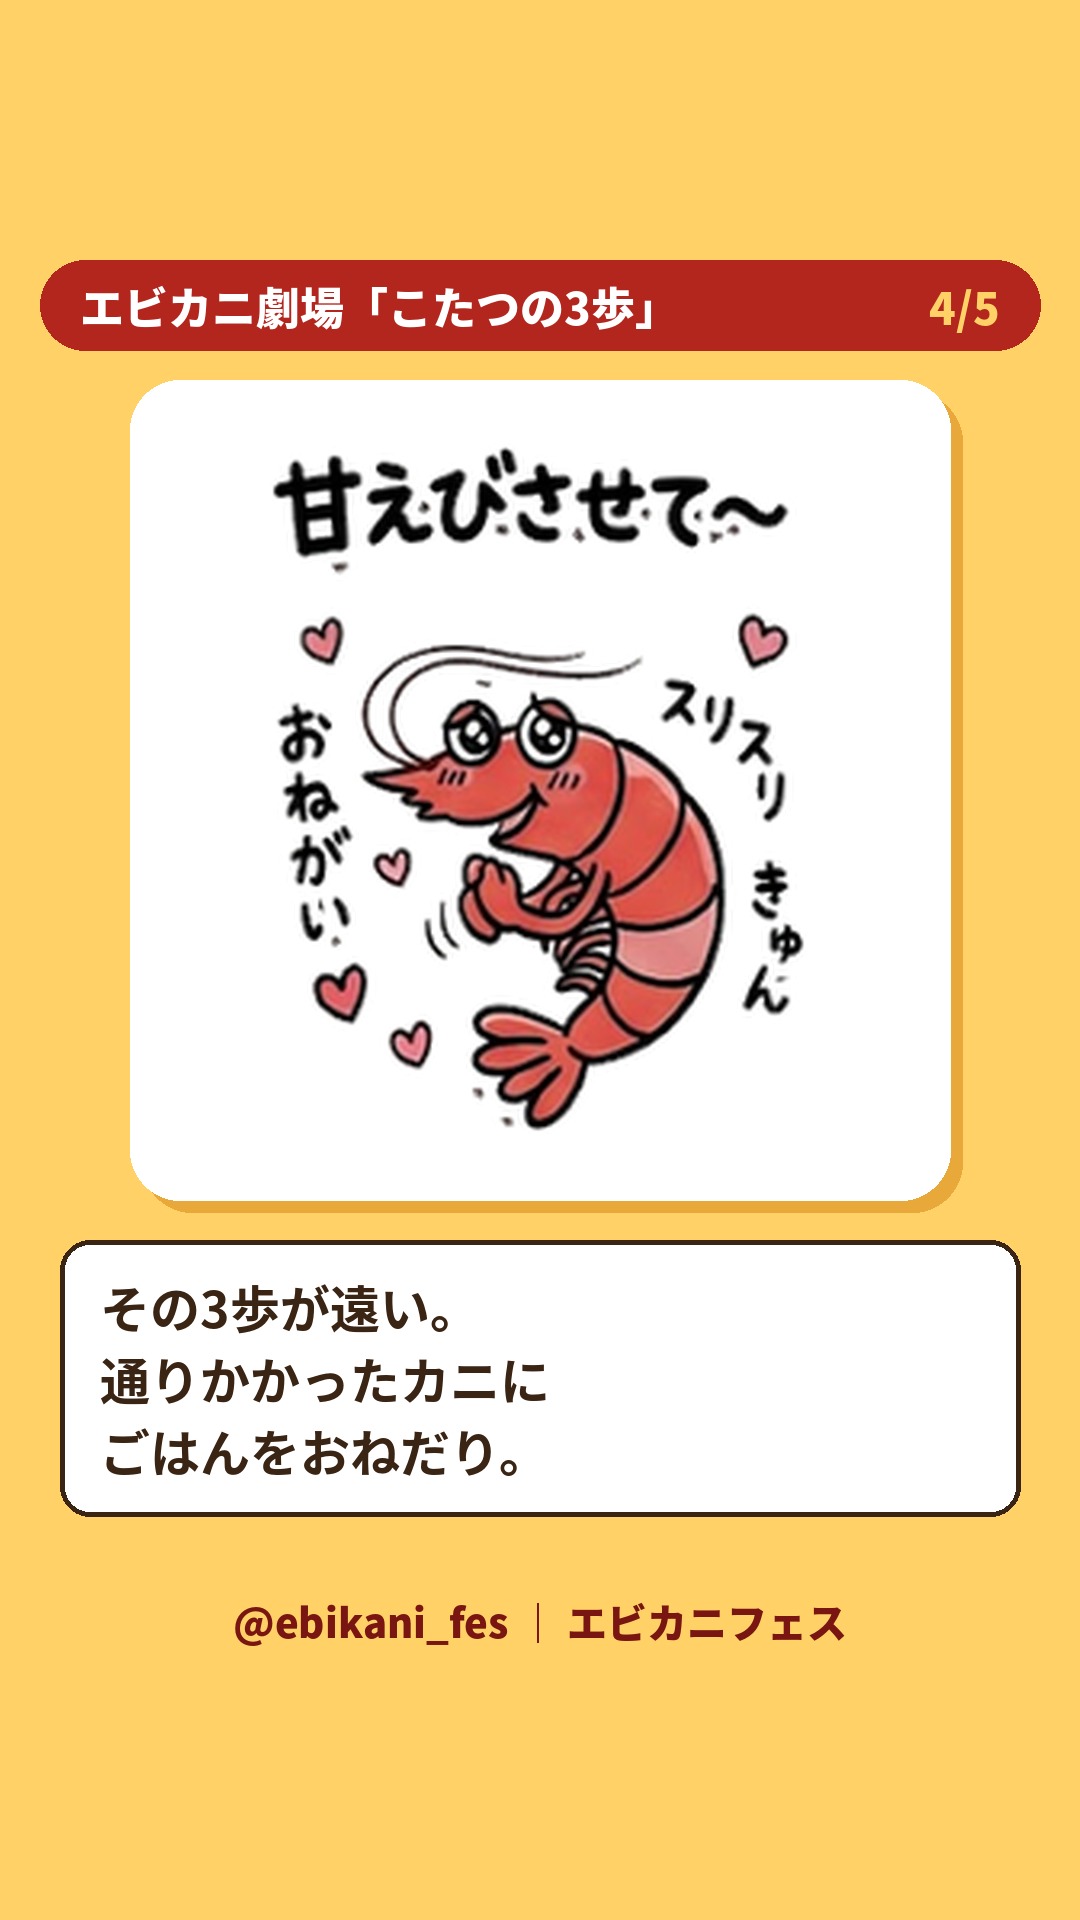 エビカニ劇場「こたつの3歩」 4/5
甘えびさせて〜
おねがい
スリスリ
きゅん
その3歩が遠い。
通りかかったカニに
ごはんをおねだり。
@ebikani_fes｜エビカニフェス